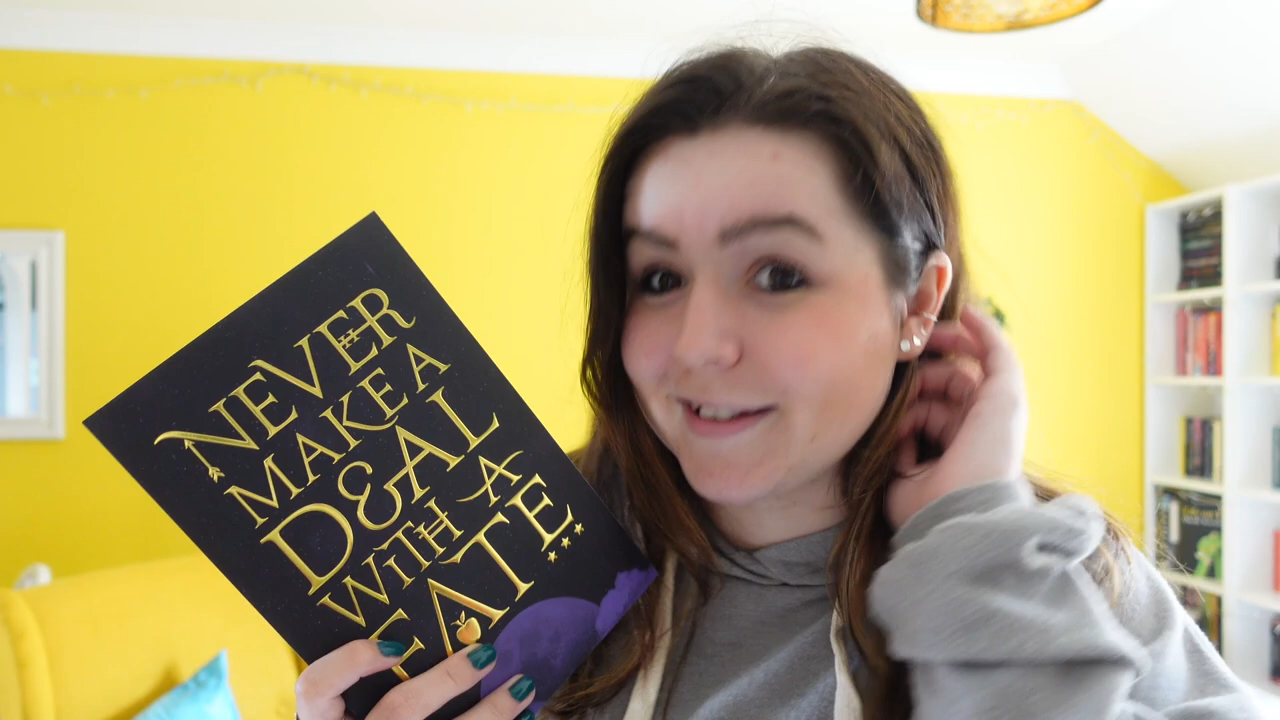 NEVER
MAKE A
DEAL
WITH A
FATE...